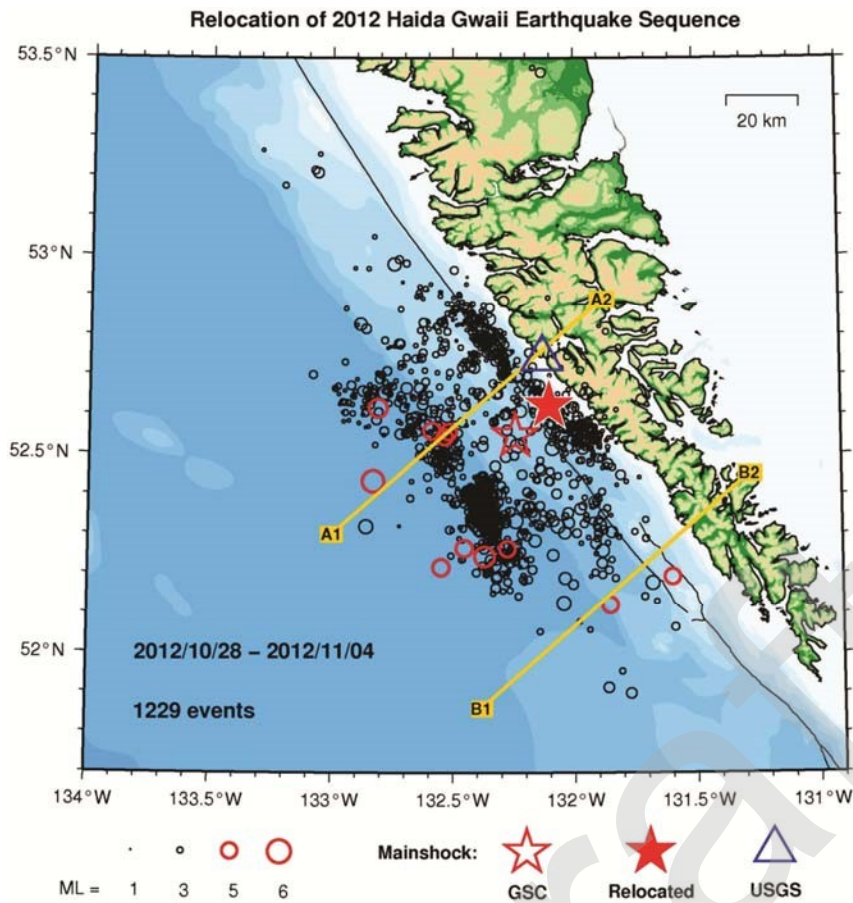 Relocation of 2012 Haida Gwaii Earthquake Sequence
53.5°N
20 km
53°N
A2
52.5°N
B2
A1
2012/10/28 – 2012/11/04
52°N
1229 events
B1
134°W 133.5°W 133°W 132.5°W 132°W 131.5°W 131°W
Mainshock:
ML = 1 3 5 6 GSC Relocated USGS